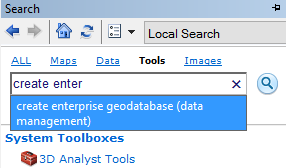 Search
Local Search
ALL Maps Data Tools Images
create enter
create enterprise geodatabase (data
management)
System Toolboxes
3D Analyst Tools